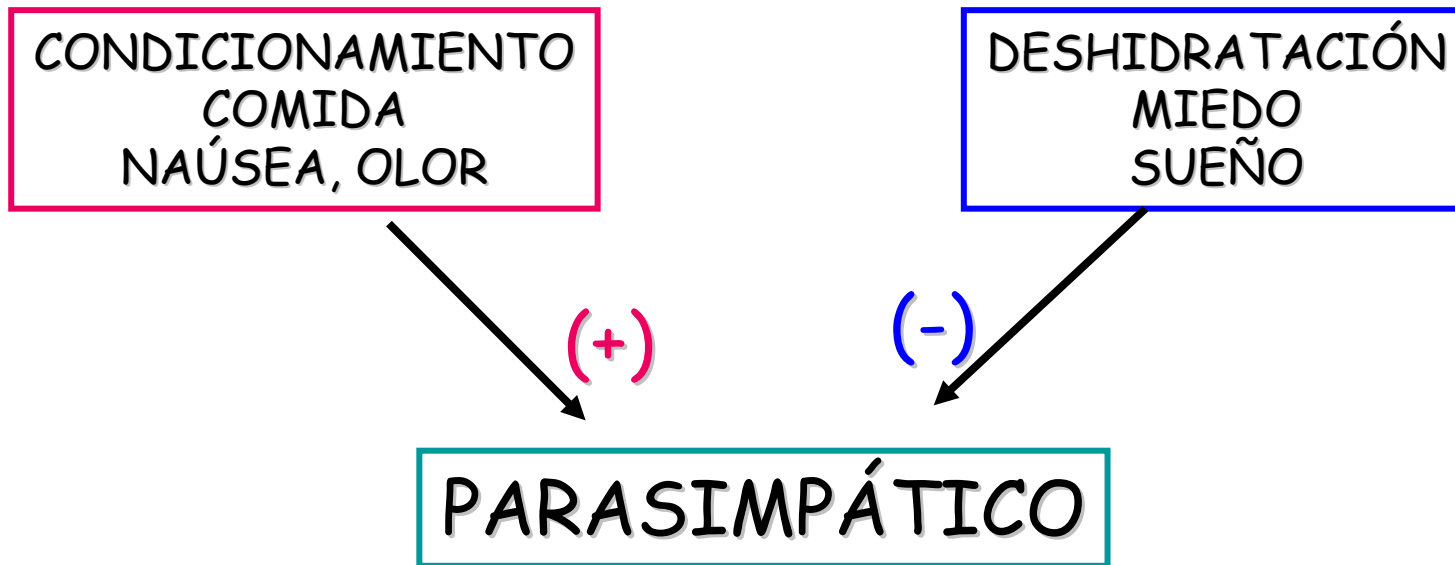 CONDICIONAMIENTO
COMIDA
NAÚSEA, OLOR
DESHIDRATACIÓN
MIEDO
SUEÑO
(+)
(-)
PARASIMPÁTICO